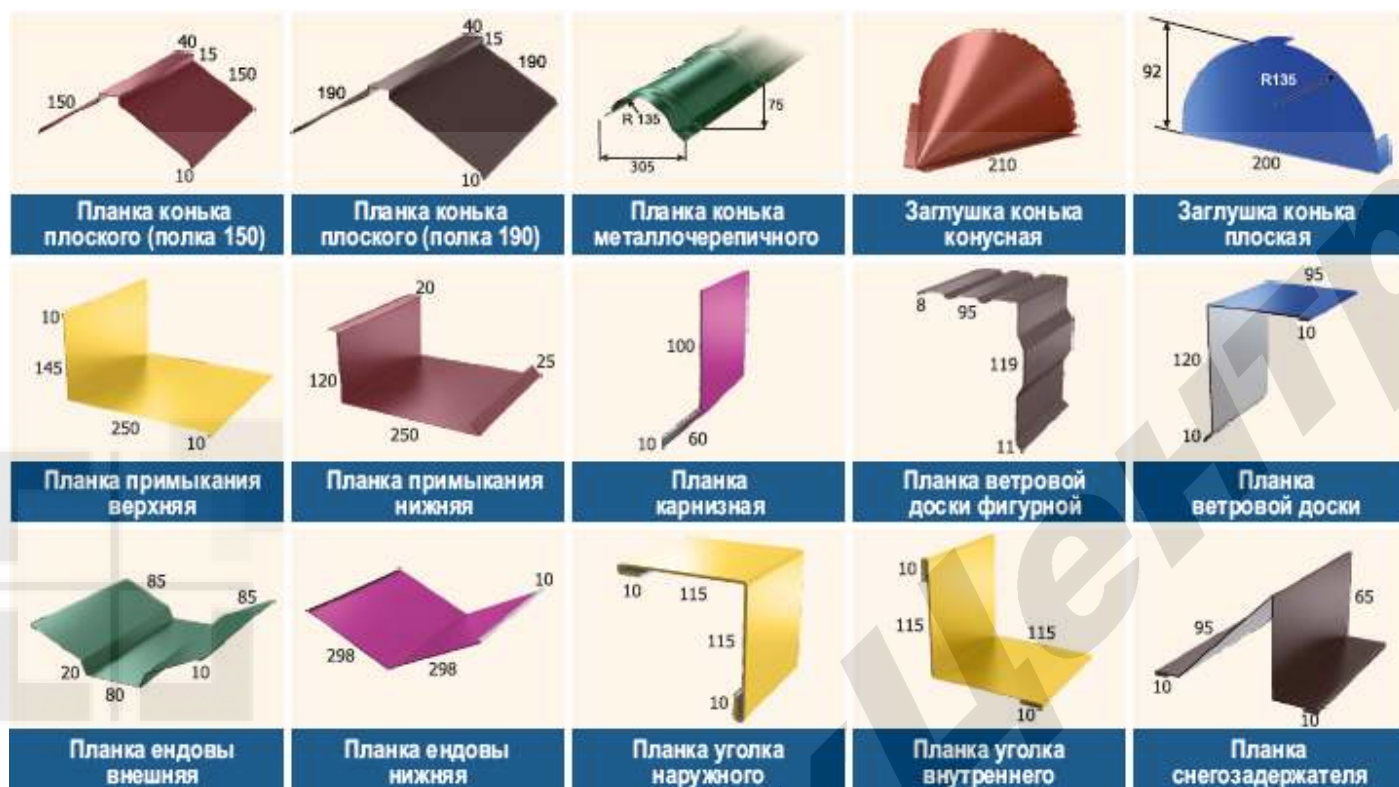 40
15
150
150
10
Планка конька
плоского (полка 150)
40
15
190
190
10
Планка конька
плоского (полка 190)
R 135
75
305
Планка конька
металлочерепичного
210
Заглушка конька
конусная
92
R135
200
Заглушка конька
плоская
10
145
250
10
Планка примыкания
верхняя
20
25
120
250
Планка примыкания
нижняя
100
10
60
Планка
карнизная
8
95
119
11
Планка ветровой
доски фигурной
95
10
120
10
Планка
ветровой доски
85
85
20
10
80
Планка ендовы
внешняя
10
298
298
Планка ендовы
нижняя
10
115
115
10
Планка уголка
наружного
10
115
115
10
Планка уголка
внутреннего
65
95
10
10
Планка
снегозадержателя